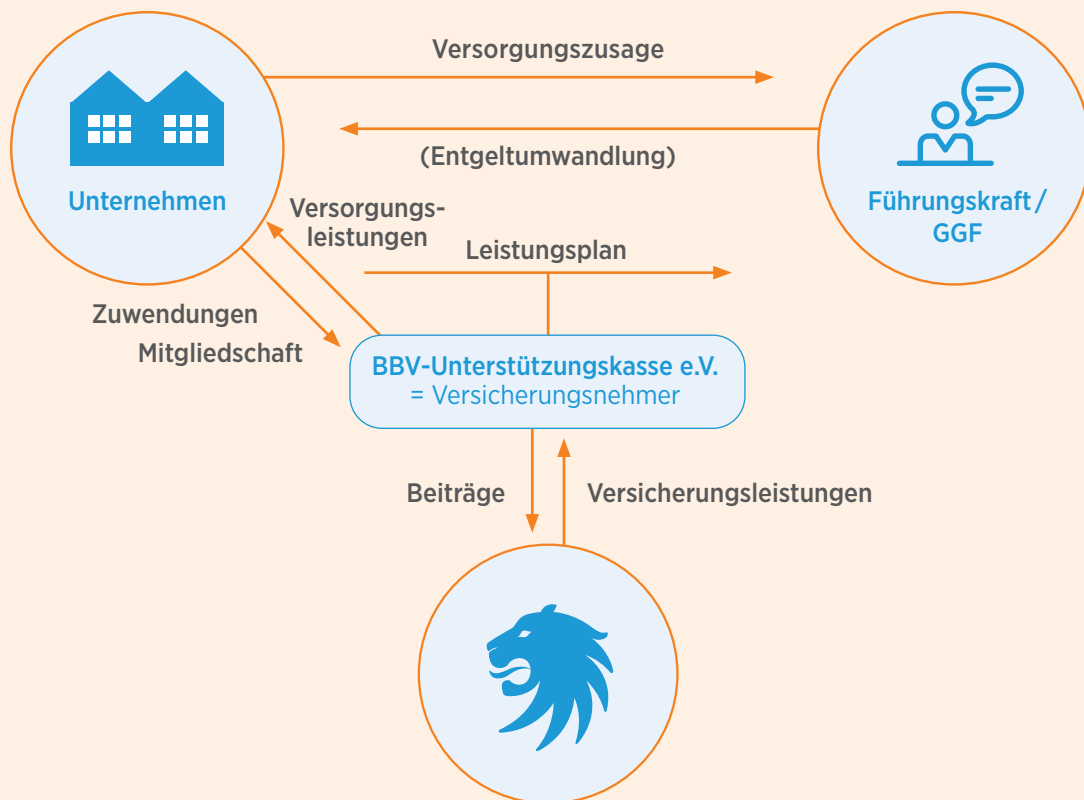 Versorgungszusage
(Entgeltumwandlung)
Unternehmen
Führungskraft /
GGF
Versorgungs-
leistungen
Leistungsplan
Zuwendungen
Mitgliedschaft
BBV-Unterstützungskasse e.V.
= Versicherungsnehmer
Beiträge
Versicherungsleistungen